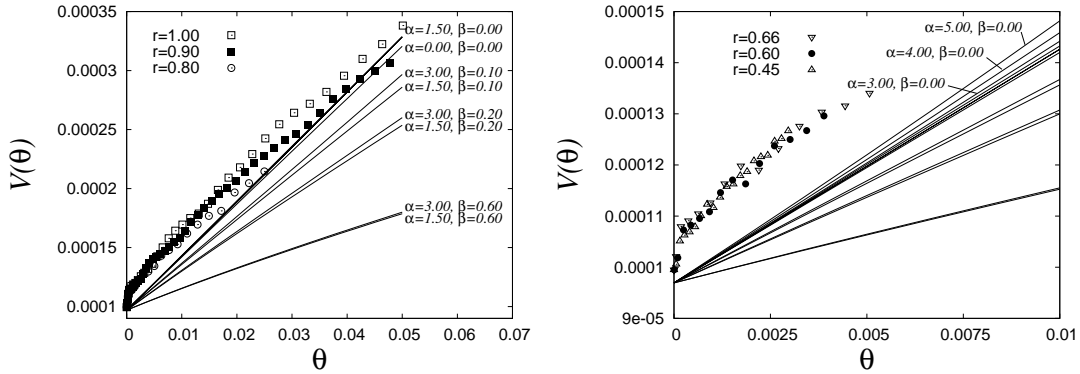 0.00035
0.0003
0.00025
0.0002
0.00015
0.0001
V(θ)
r=1.00
r=0.90
r=0.80
α=1.50, β=0.00
α=0.00, β=0.00
α=3.00, β=0.10
α=1.50, β=0.10
α=3.00, β=0.20
α=1.50, β=0.20
α=3.00, β=0.60
α=1.50, β=0.60
0 0.01 0.02 0.03 0.04 0.05 0.06 0.07
θ
0.00015
0.00014
0.00013
0.00012
0.00011
0.0001
9e-05
V(θ)
r=0.66
r=0.60
r=0.45
α=5.00, β=0.00
α=4.00, β=0.00
α=3.00, β=0.00
0 0.0025 0.005 0.0075 0.01
θ